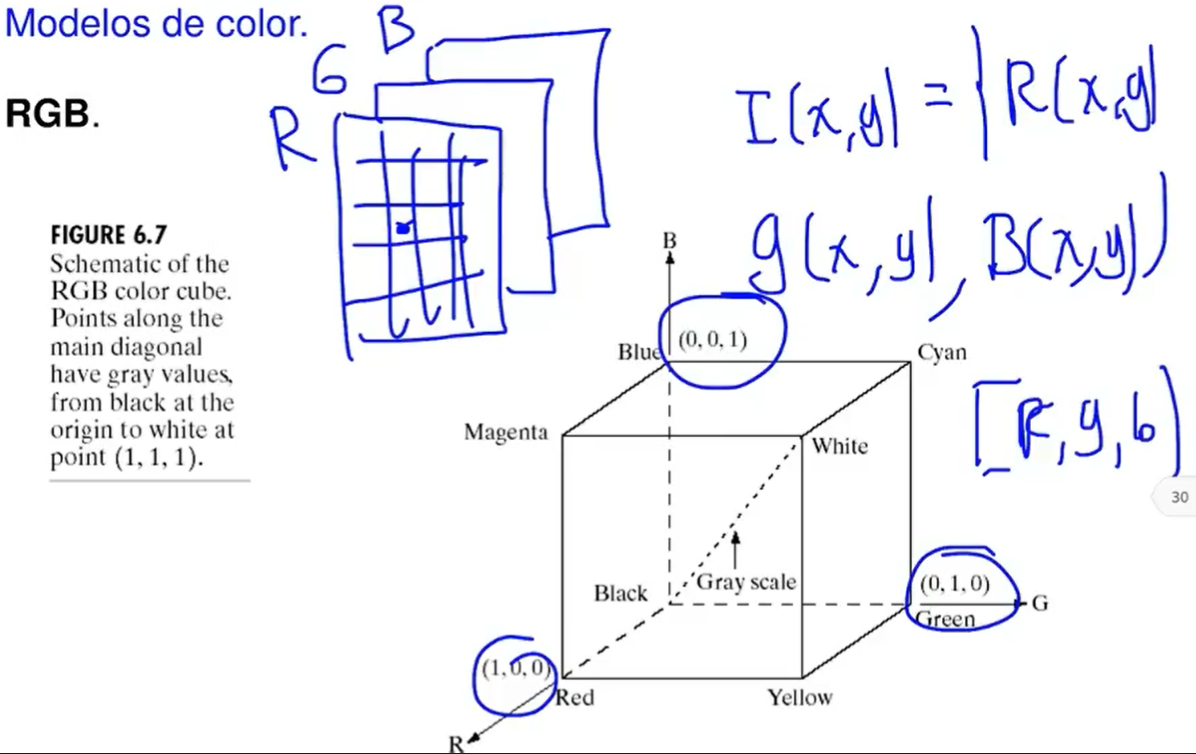 Modelos de color.
RGB.
B
G
R
I(x,y) = (R(x,y)
g(x,y), B(x,y))
[R, g, b)
30
FIGURE 6.7
Schematic of the
RGB color cube.
Points along the
main diagonal
have gray values,
from black at the
origin to white at
point (1, 1, 1).
B
Blue
(0, 0, 1)
Cyan
Magenta
White
Black
Gray scale
(0, 1, 0)
G
Green
(1, 0, 0)
Red
Yellow
R